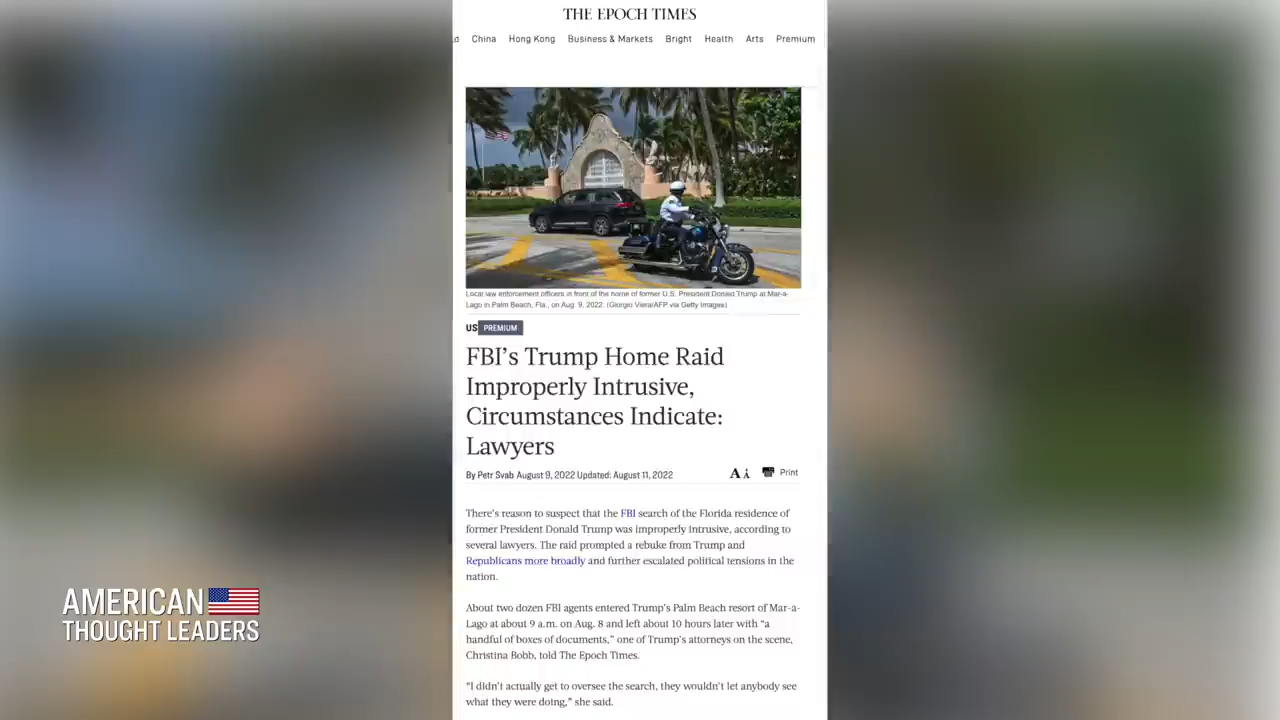 THE EPOCH TIMES
d China Hong Kong Business & Markets Bright Health Arts Premium
Local law enforcement officers in front of the home of former U.S. President Donald Trump at Mar-a-
Lago in Palm Beach, Fla., on Aug. 9, 2022. (Giorgio Viera/AFP via Getty Images)
US PREMIUM
FBI’s Trump Home Raid
Improperly Intrusive,
Circumstances Indicate:
Lawyers
By Petr Svab August 9, 2022 Updated: August 11, 2022
A A Print
There’s reason to suspect that the FBI search of the Florida residence of
former President Donald Trump was improperly intrusive, according to
several lawyers. The raid prompted a rebuke from Trump and
Republicans more broadly and further escalated political tensions in the
nation.
About two dozen FBI agents entered Trump’s Palm Beach resort of Mar-a-
Lago at about 9 a.m. on Aug. 8 and left about 10 hours later with “a
handful of boxes of documents,” one of Trump’s attorneys on the scene,
Christina Bobb, told The Epoch Times.
“I didn’t actually get to oversee the search, they wouldn’t let anybody see
what they were doing,” she said.
AMERICAN
THOUGHT LEADERS